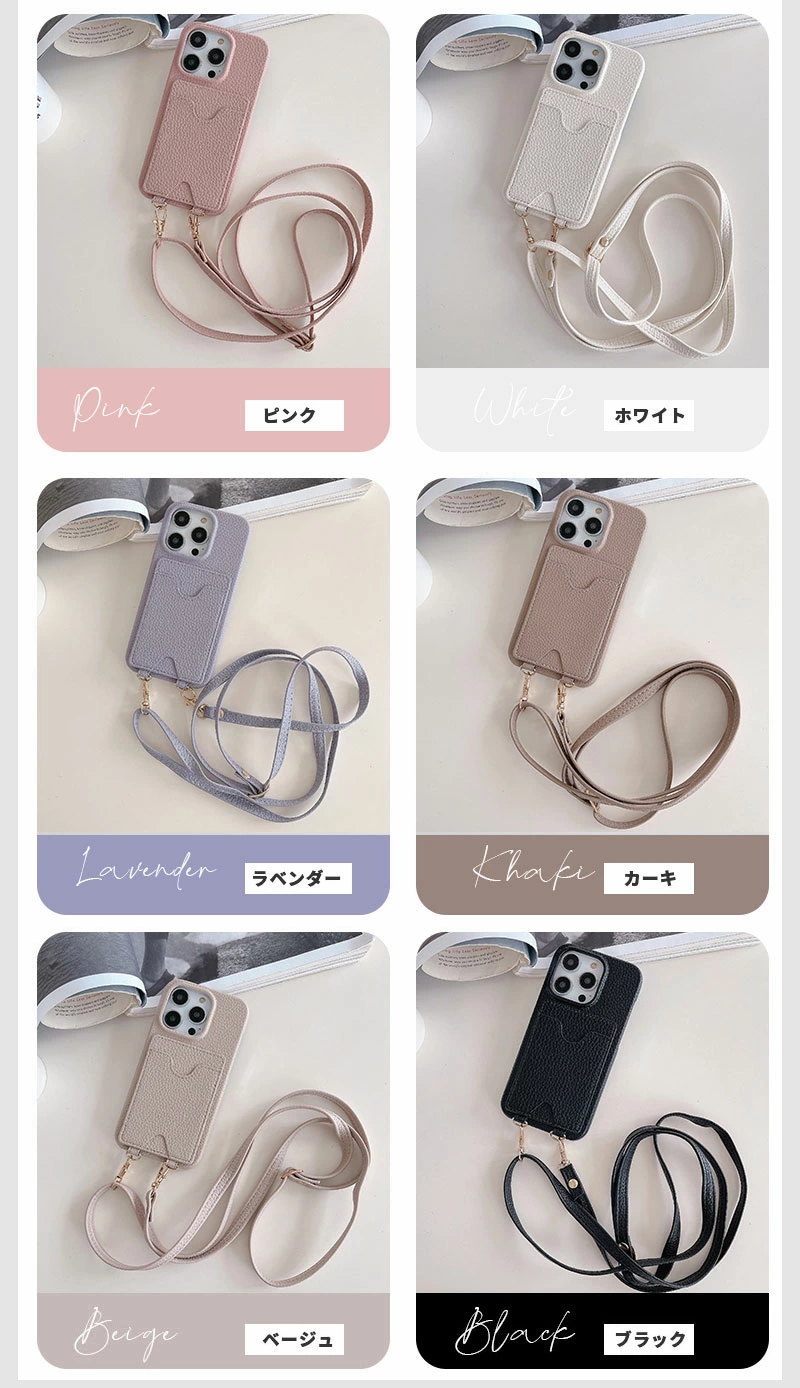 Pink
ピンク
White
ホワイト
Lavender
ラベンダー
Khaki
カーキ
Beige
ベージュ
Black
ブラック